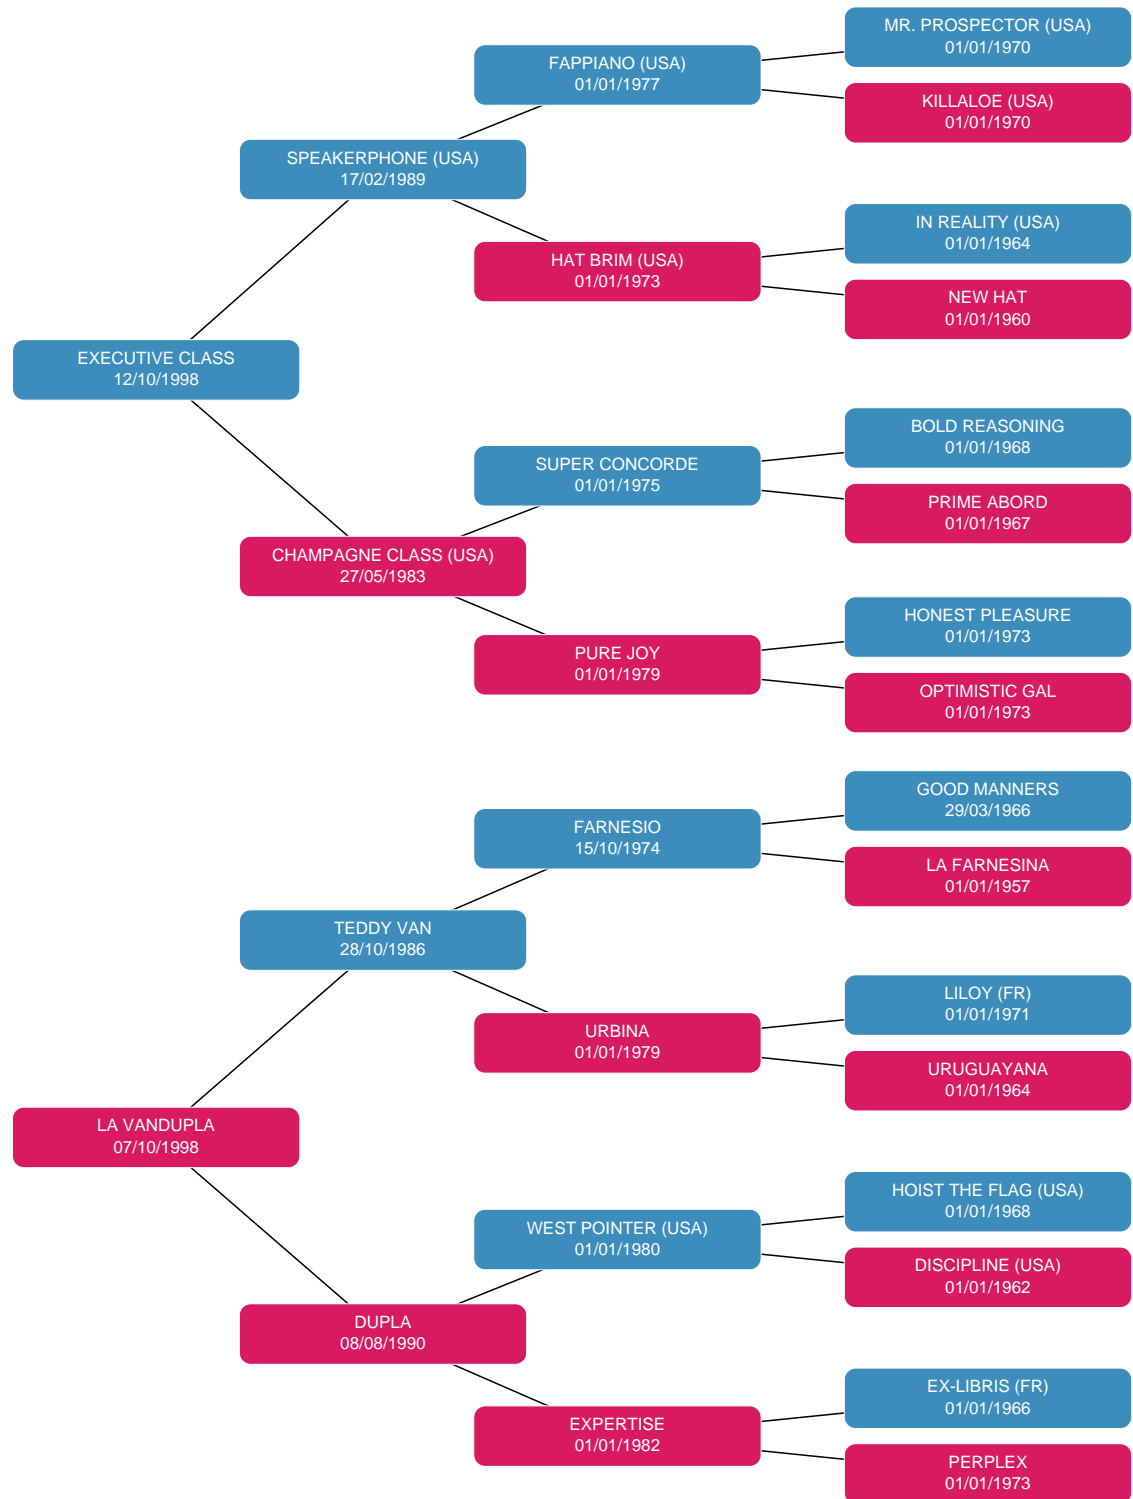 MR. PROSPECTOR (USA)
01/01/1970
FAPPIANO (USA)
01/01/1977
KILLALOE (USA)
01/01/1970
SPEAKERPHONE (USA)
17/02/1989
IN REALITY (USA)
01/01/1964
HAT BRIM (USA)
01/01/1973
NEW HAT
01/01/1960
EXECUTIVE CLASS
12/10/1998
BOLD REASONING
01/01/1968
SUPER CONCORDE
01/01/1975
PRIME ABORD
01/01/1967
CHAMPAGNE CLASS (USA)
27/05/1983
HONEST PLEASURE
01/01/1973
PURE JOY
01/01/1979
OPTIMISTIC GAL
01/01/1973
GOOD MANNERS
29/03/1966
FARNESIO
15/10/1974
LA FARNESINA
01/01/1957
TEDDY VAN
28/10/1986
LILOY (FR)
01/01/1971
URBINA
01/01/1979
URUGUAYANA
01/01/1964
LA VANDUPLA
07/10/1998
HOIST THE FLAG (USA)
01/01/1968
WEST POINTER (USA)
01/01/1980
DISCIPLINE (USA)
01/01/1962
DUPLA
08/08/1990
EX-LIBRIS (FR)
01/01/1966
EXPERTISE
01/01/1982
PERPLEX
01/01/1973